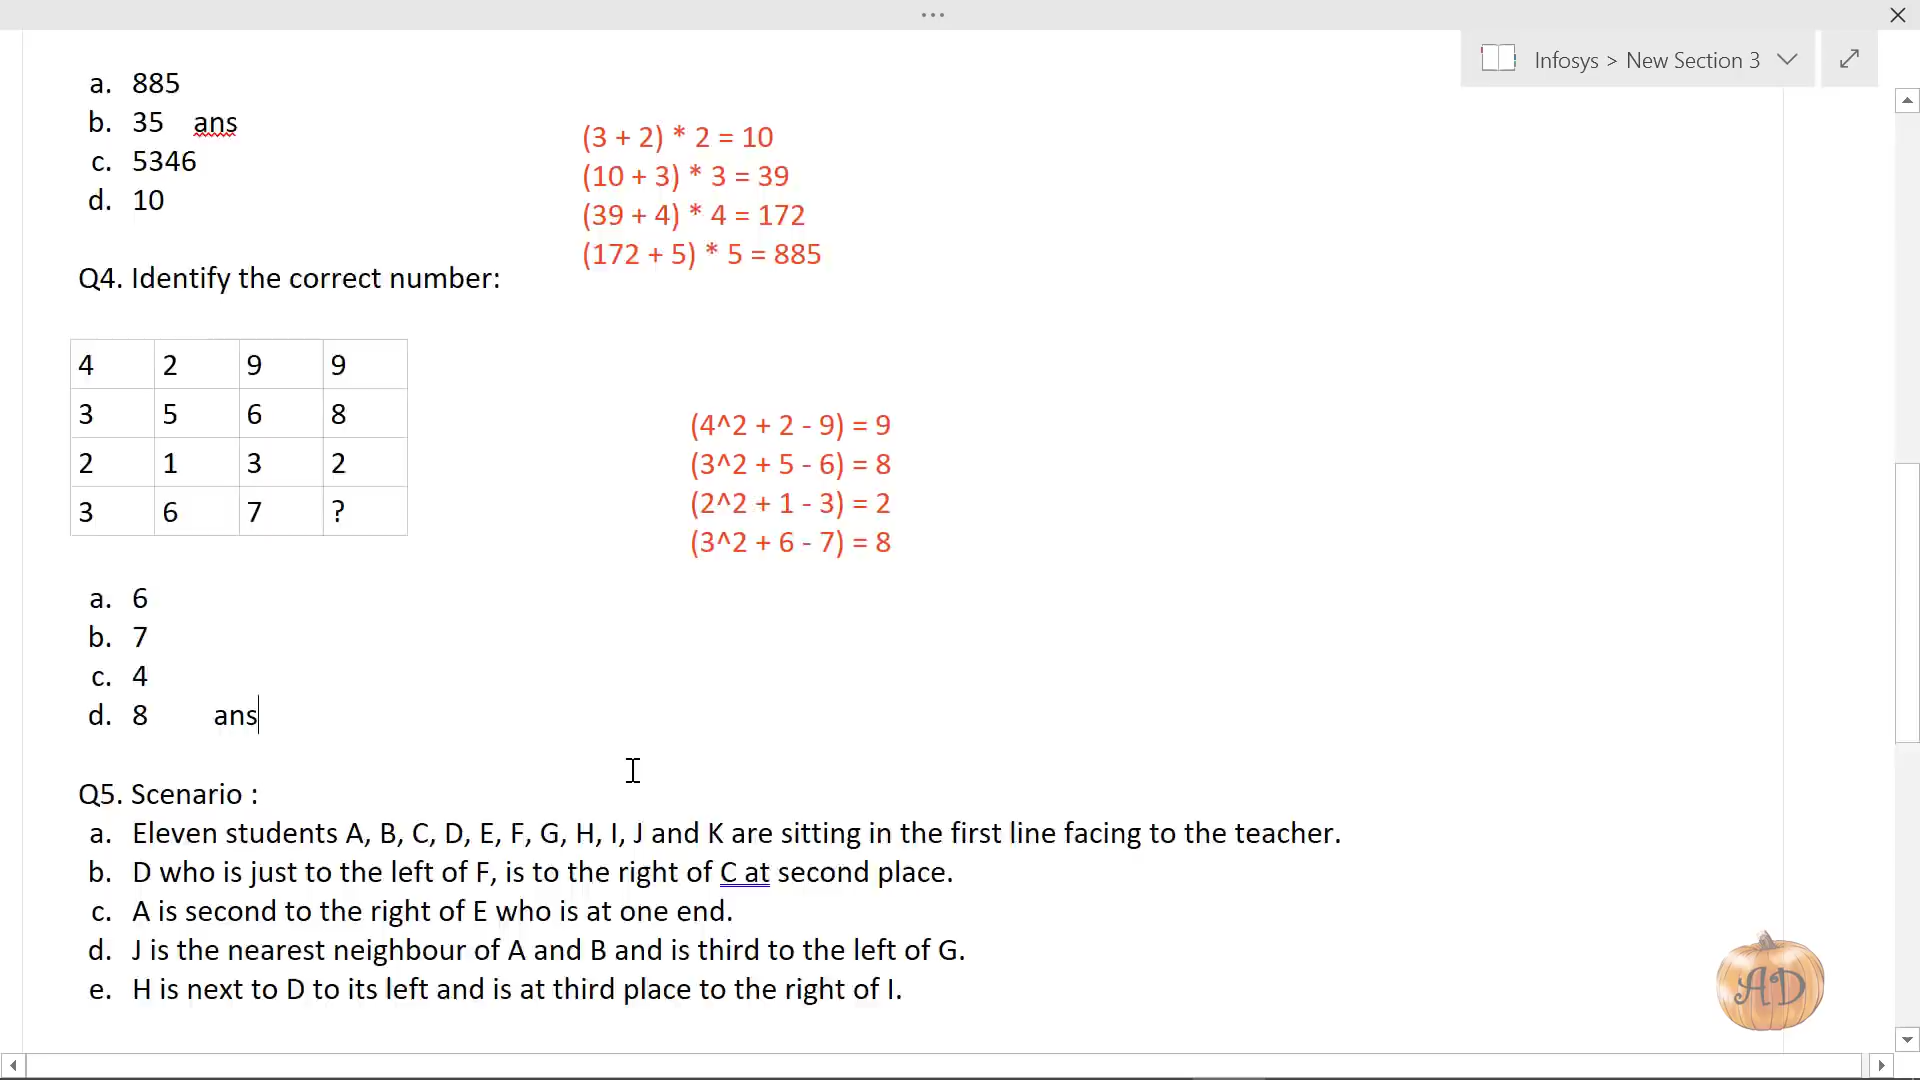 Infosys > New Section 3
a. 885
b. 35 ans
c. 5346
d. 10
(3 + 2) * 2 = 10
(10 + 3) * 3 = 39
(39 + 4) * 4 = 172
(172 + 5) * 5 = 885
Q4. Identify the correct number:
4 2 9 9
3 5 6 8
2 1 3 2
3 6 7 ?
(4^2 + 2 - 9) = 9
(3^2 + 5 - 6) = 8
(2^2 + 1 - 3) = 2
(3^2 + 6 - 7) = 8
a. 6
b. 7
c. 4
d. 8 ans
Q5. Scenario :
a. Eleven students A, B, C, D, E, F, G, H, I, J and K are sitting in the first line facing to the teacher.
b. D who is just to the left of F, is to the right of C at second place.
c. A is second to the right of E who is at one end.
d. J is the nearest neighbour of A and B and is third to the left of G.
e. H is next to D to its left and is at third place to the right of I.
AD